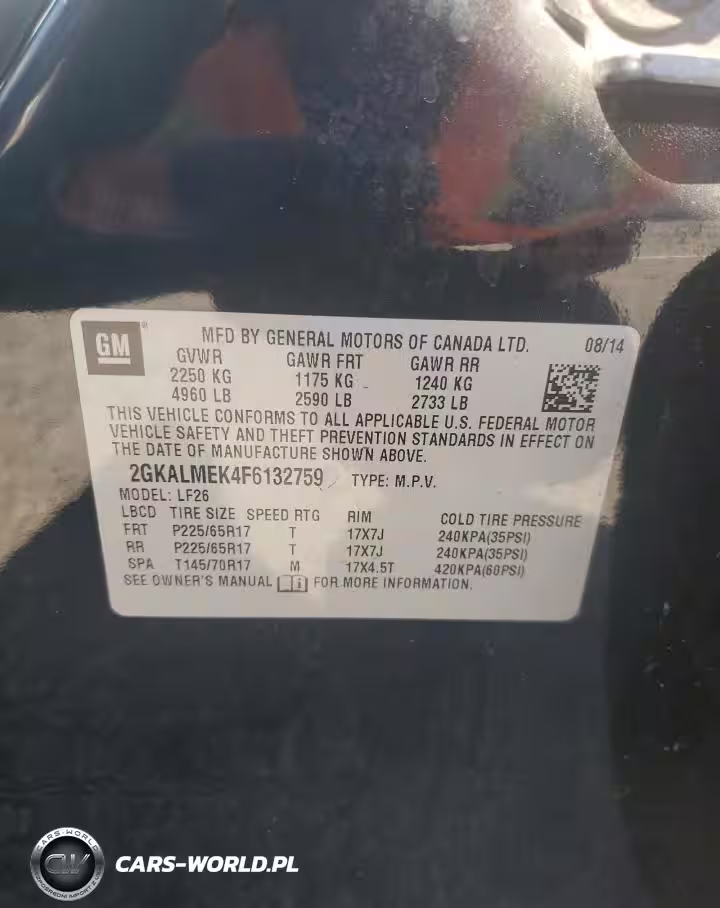 GM® MFD BY GENERAL MOTORS OF CANADA LTD. 08/14
GVWR GAWR FRT GAWR RR
2250 KG 1175 KG 1240 KG
4960 LB 2590 LB 2733 LB
THIS VEHICLE CONFORMS TO ALL APPLICABLE U.S. FEDERAL MOTOR
VEHICLE SAFETY AND THEFT PREVENTION STANDARDS IN EFFECT ON
THE DATE OF MANUFACTURE SHOWN ABOVE.
2GKALMEK4F6132759 TYPE: M.P.V.
MODEL: LF26
LBCD TIRE SIZE SPEED RTG RIM COLD TIRE PRESSURE
FRT P225/65R17 T 17X7J 240KPA(35PSI)
RR P225/65R17 T 17X7J 240KPA(35PSI)
SPA T145/70R17 M 17X4.5T 420KPA(60PSI)
SEE OWNER'S MANUAL FOR MORE INFORMATION.
CARS-WORLD
CW
CARS-WORLD.PL